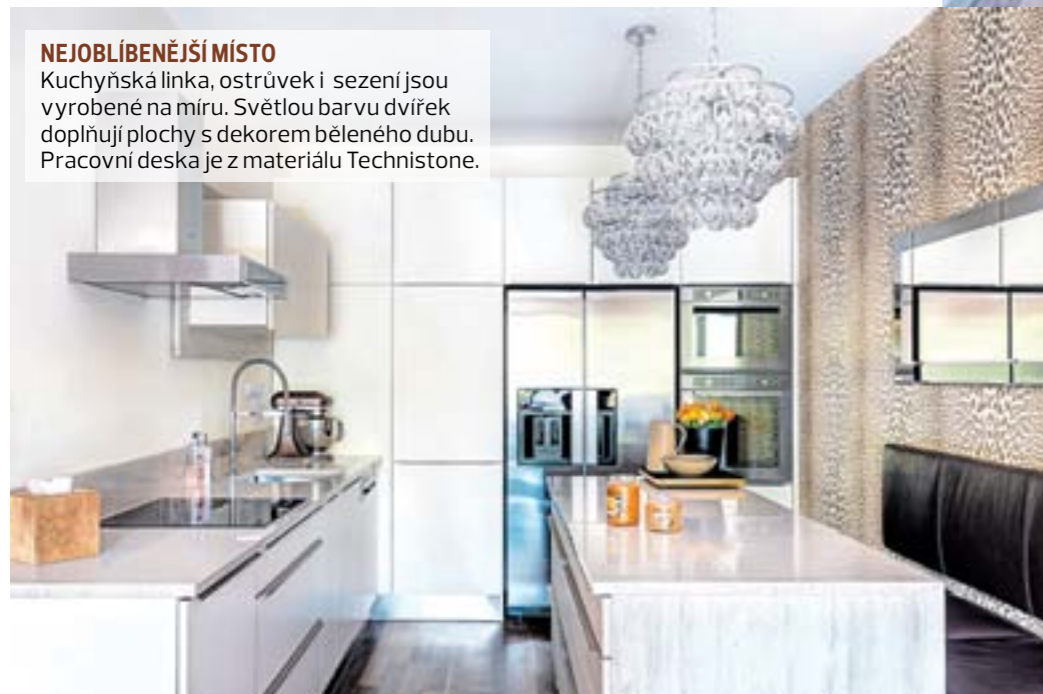 NEJOBLÍBENĚJŠÍ MÍSTO
Kuchyňská linka, ostrůvek i sezení jsou
vyrobené na míru. Světlou barvu dvířek
doplňují plochy s dekorem běleného dubu.
Pracovní deska je z materiálu Technistone.